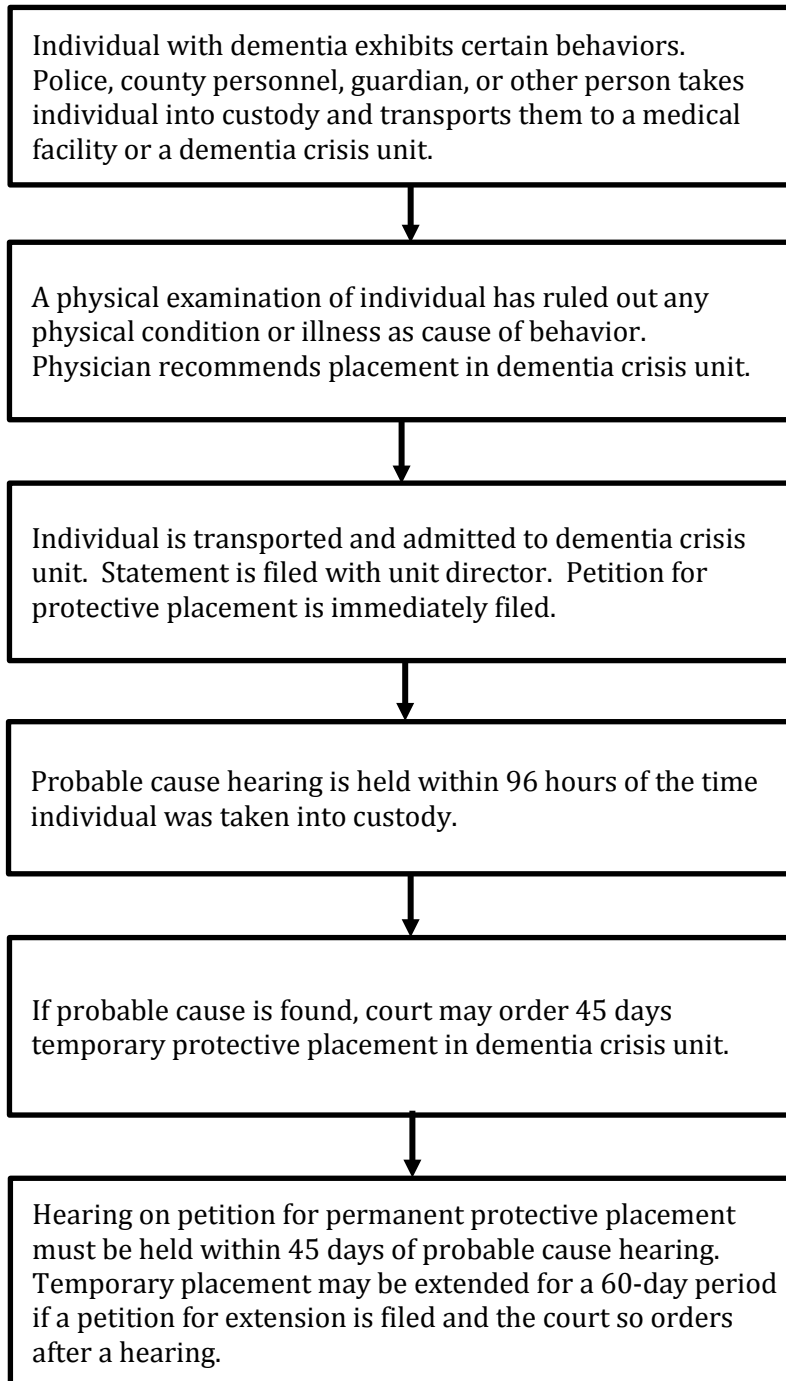 Individual with dementia exhibits certain behaviors.
Police, county personnel, guardian, or other person takes
individual into custody and transports them to a medical
facility or a dementia crisis unit.
A physical examination of individual has ruled out any
physical condition or illness as cause of behavior.
Physician recommends placement in dementia crisis unit.
Individual is transported and admitted to dementia crisis
unit.  Statement is filed with unit director.  Petition for
protective placement is immediately filed.
Probable cause hearing is held within 96 hours of the time
individual was taken into custody.
If probable cause is found, court may order 45 days
temporary protective placement in dementia crisis unit.
Hearing on petition for permanent protective placement
must be held within 45 days of probable cause hearing.
Temporary placement may be extended for a 60-day period
if a petition for extension is filed and the court so orders
after a hearing.